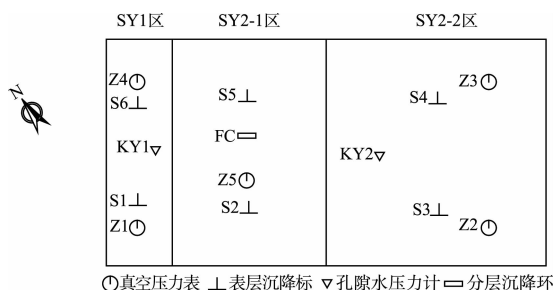 SY1区 SY2-1区 SY2-2区
N
Z4 Z3
S6 S5 S4
KY1 FC KY2
Z5
S1 S2 S3
Z1 Z2
真空压力表 表层沉降标 孔隙水压力计 分层沉降环